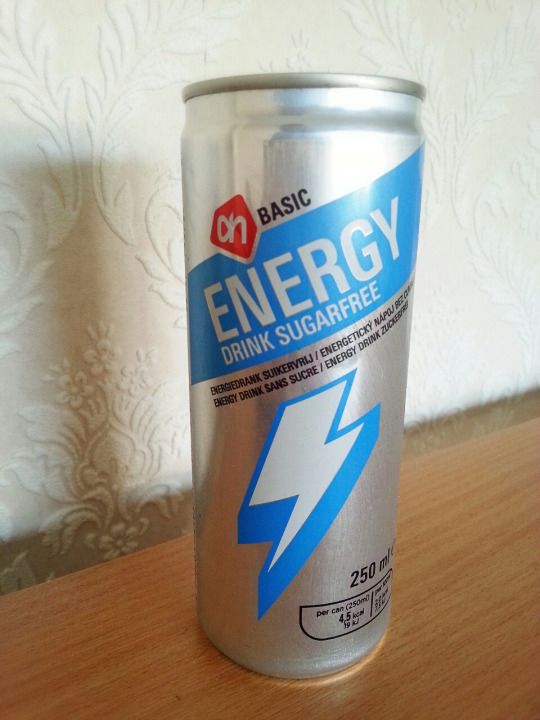 ah BASIC
ENERGY
DRINK SUGARFREE
ENERGIEDRANK SUIKERVRIJ / ENERGETICKÝ NÁPOJ BEZ
ENERGY DRINK SANS SUCRE / ENERGY DRINK ZUCKERFREI
250 ml
per can (250ml)
4,5 kcal
19 kJ